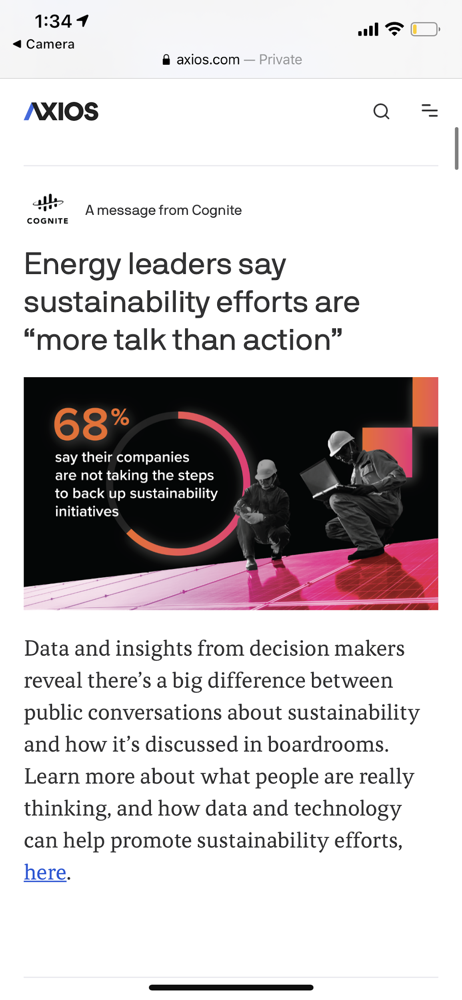 1:34
◀ Camera
axios.com — Private
AXIOS
COGNITE
A message from Cognite
Energy leaders say
sustainability efforts are
“more talk than action”
68%
say their companies
are not taking the steps
to back up sustainability
initiatives
Data and insights from decision makers
reveal there’s a big difference between
public conversations about sustainability
and how it’s discussed in boardrooms.
Learn more about what people are really
thinking, and how data and technology
can help promote sustainability efforts,
here.